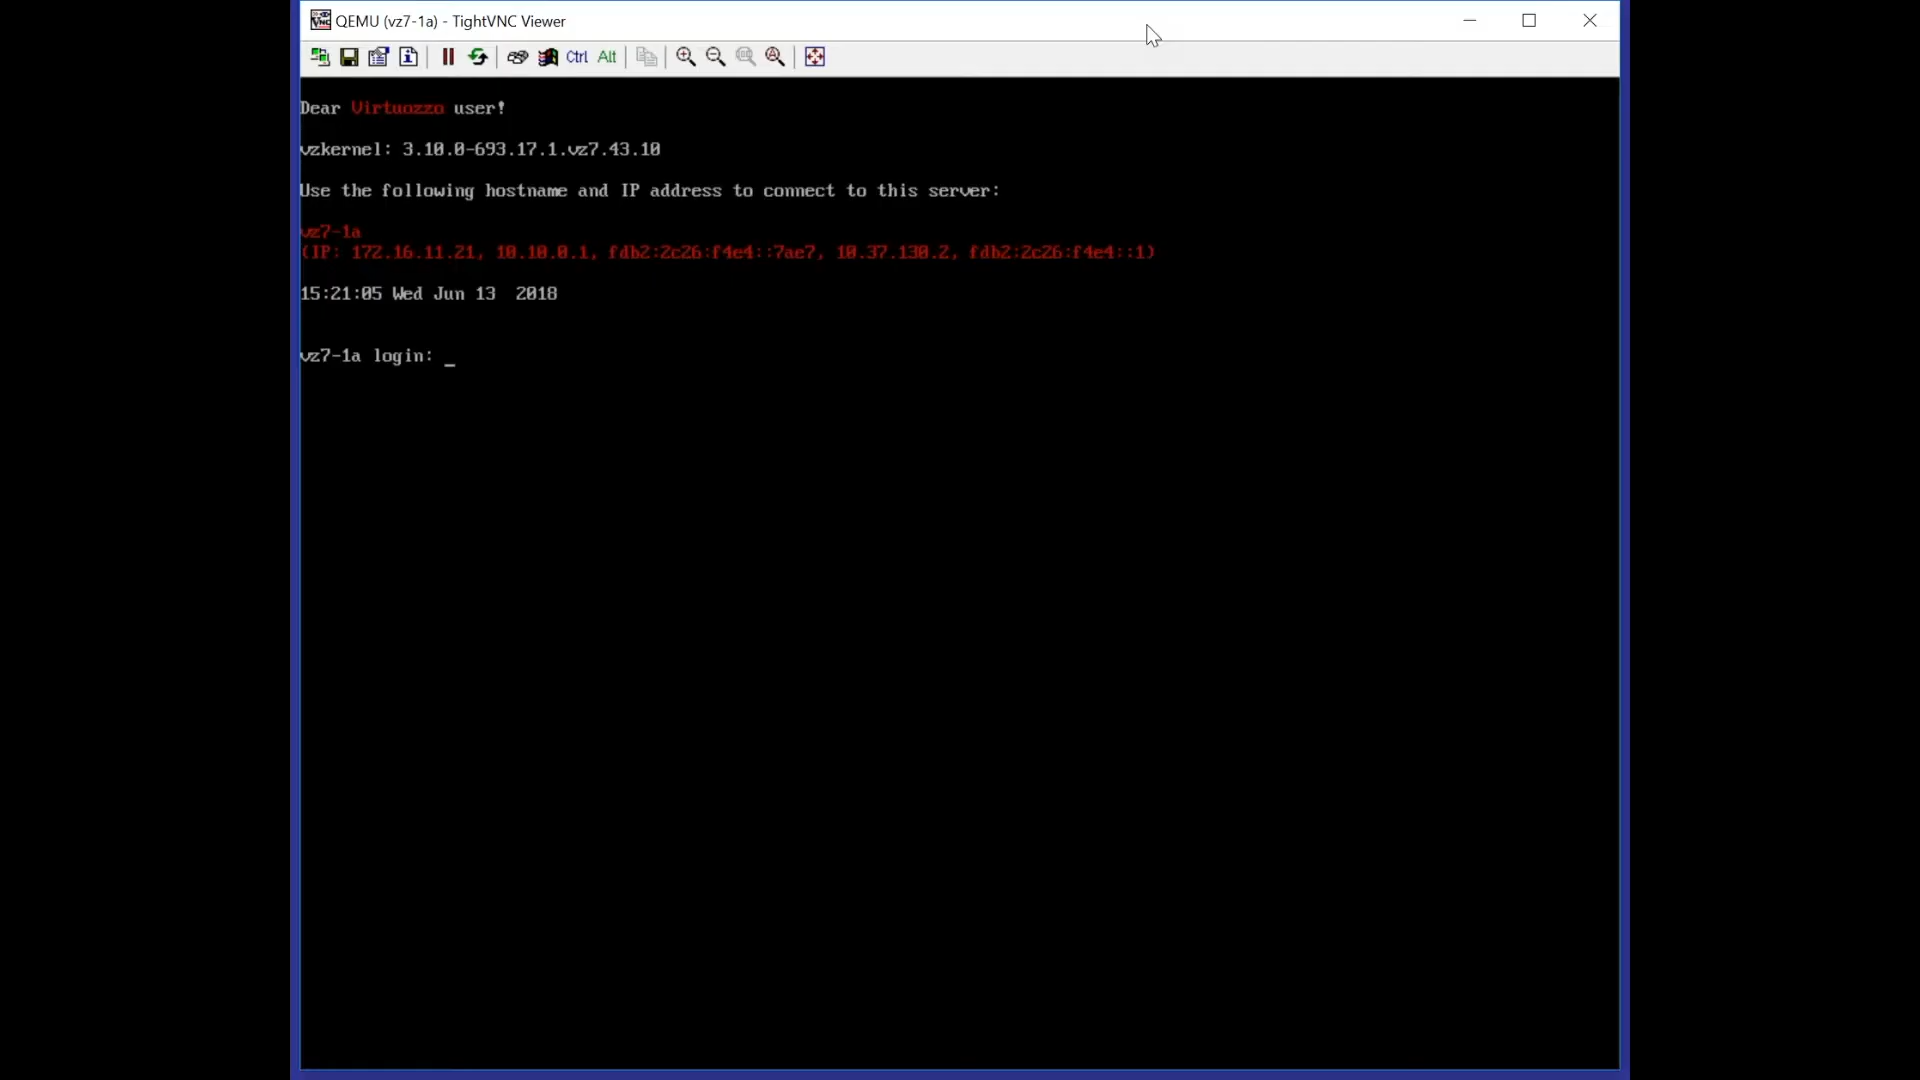 QEMU (vz7-1a) - TightVNC Viewer
Ctrl Alt
Dear Virtuozzo user!
vzkernel: 3.10.0-693.17.1.vz7.43.10
Use the following hostname and IP address to connect to this server:
vz7-1a
(IP: 172.16.11.21, 10.10.0.1, fdb2:2c26:f4e4::7ae7, 10.37.130.2, fdb2:2c26:f4e4::1)
15:21:05 Wed Jun 13  2018
vz7-1a login: _